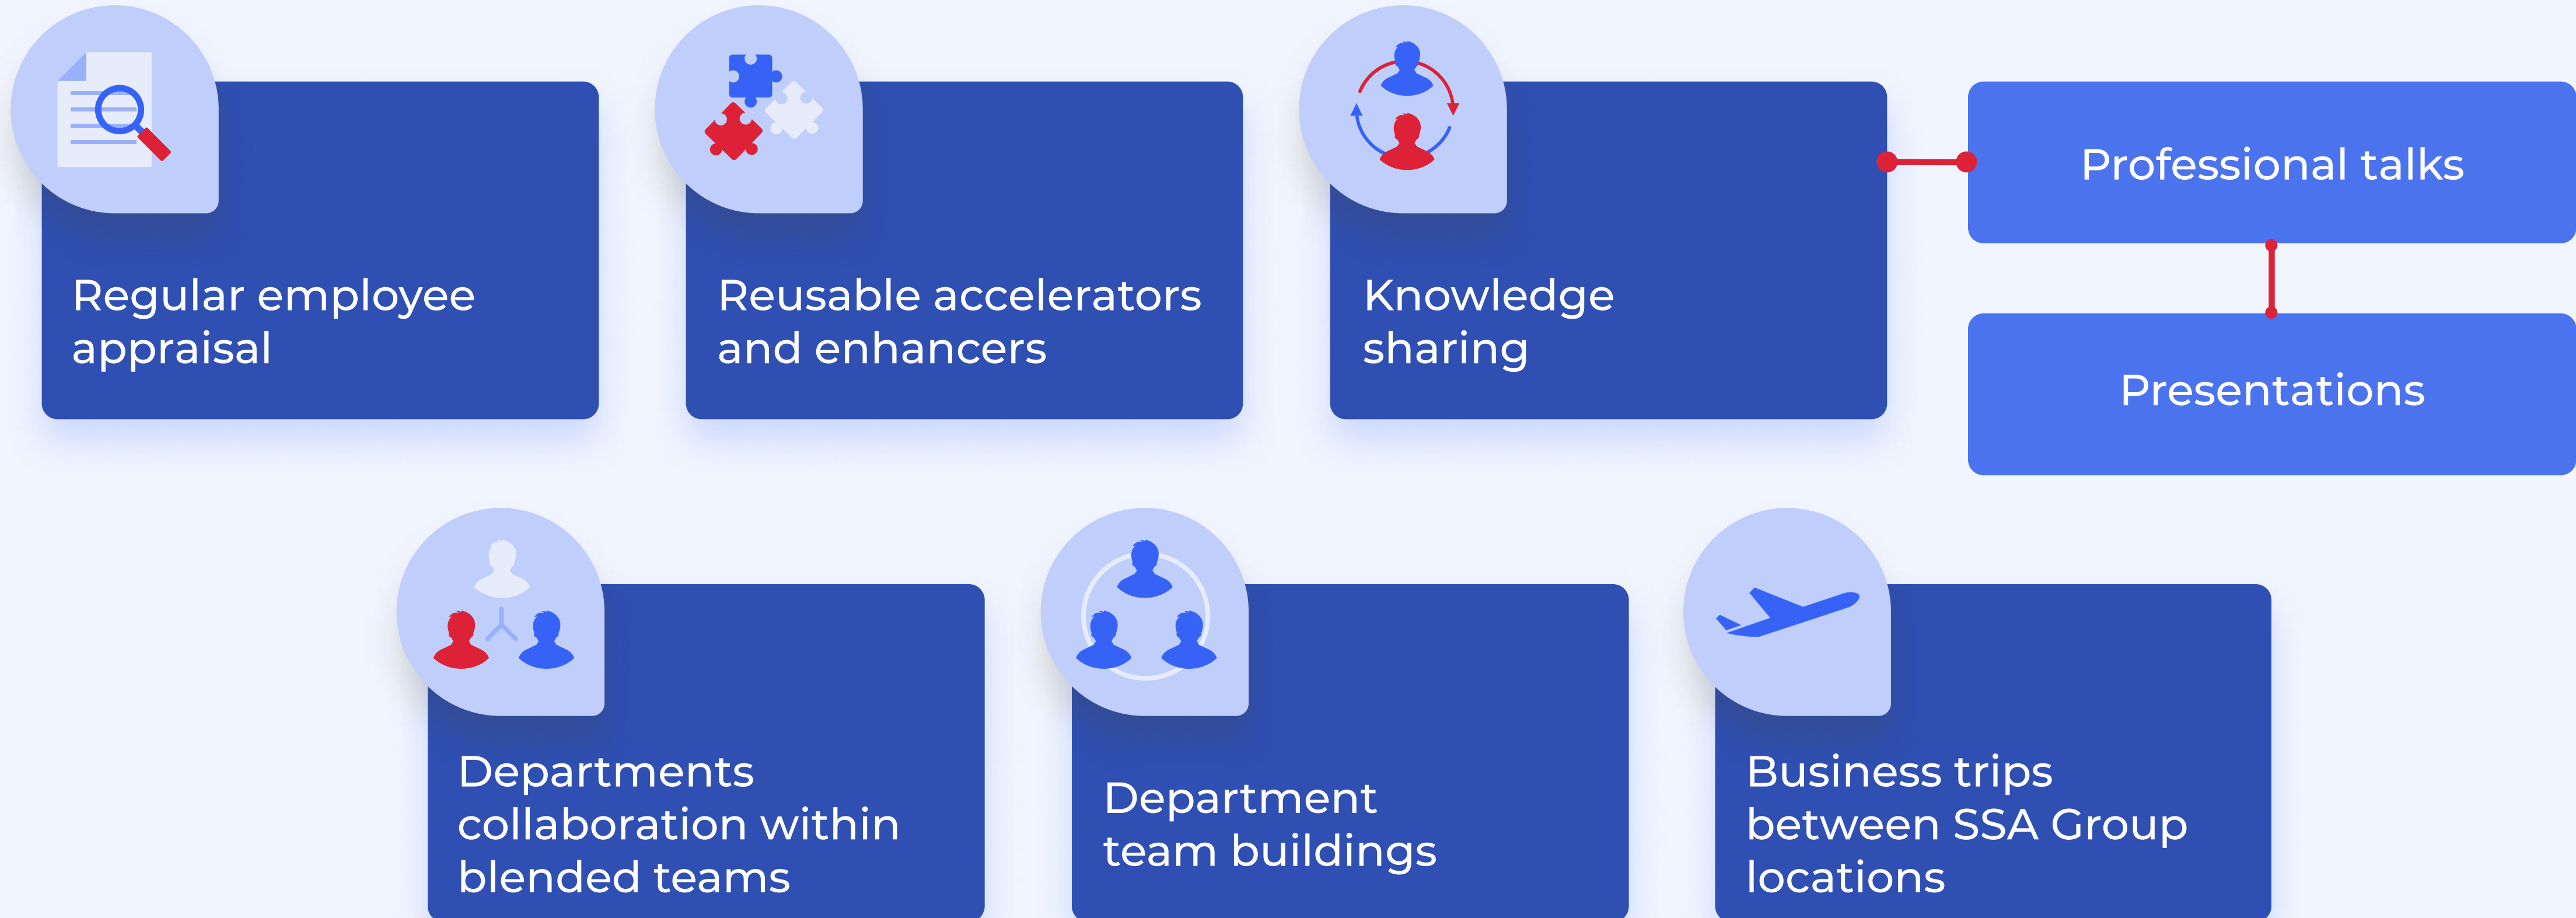 Regular employee
appraisal
Reusable accelerators
and enhancers
Knowledge
sharing
Professional talks
Presentations
Departments
collaboration within
blended teams
Department
team buildings
Business trips
between SSA Group
locations